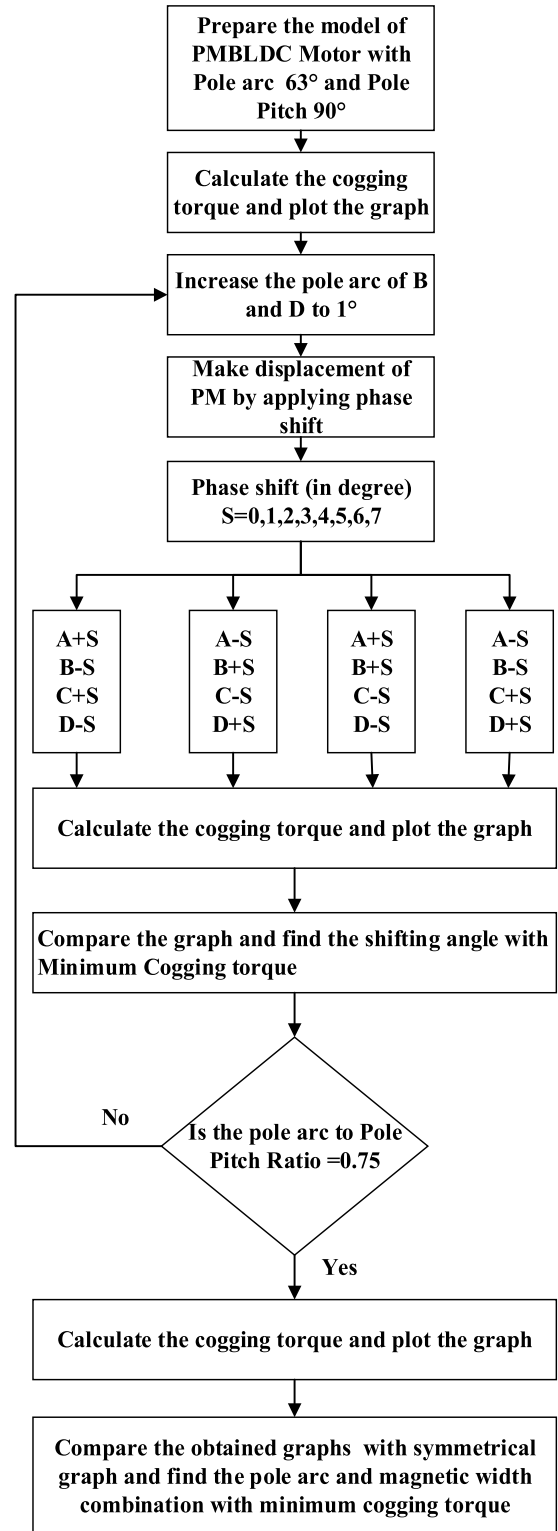 Prepare the model of
PMBLDC Motor with
Pole arc 63° and Pole
Pitch 90°
Calculate the cogging
torque and plot the graph
Increase the pole arc of B
and D to 1°
Make displacement of
PM by applying phase
shift
Phase shift (in degree)
S=0,1,2,3,4,5,6,7
A+S
B-S
C+S
D-S
A-S
B+S
C-S
D+S
A+S
B+S
C-S
D-S
A-S
B-S
C+S
D+S
Calculate the cogging torque and plot the graph
Compare the graph and find the shifting angle with
Minimum Cogging torque
No
Is the pole arc to Pole
Pitch Ratio =0.75
Yes
Calculate the cogging torque and plot the graph
Compare the obtained graphs with symmetrical
graph and find the pole arc and magnetic width
combination with minimum cogging torque